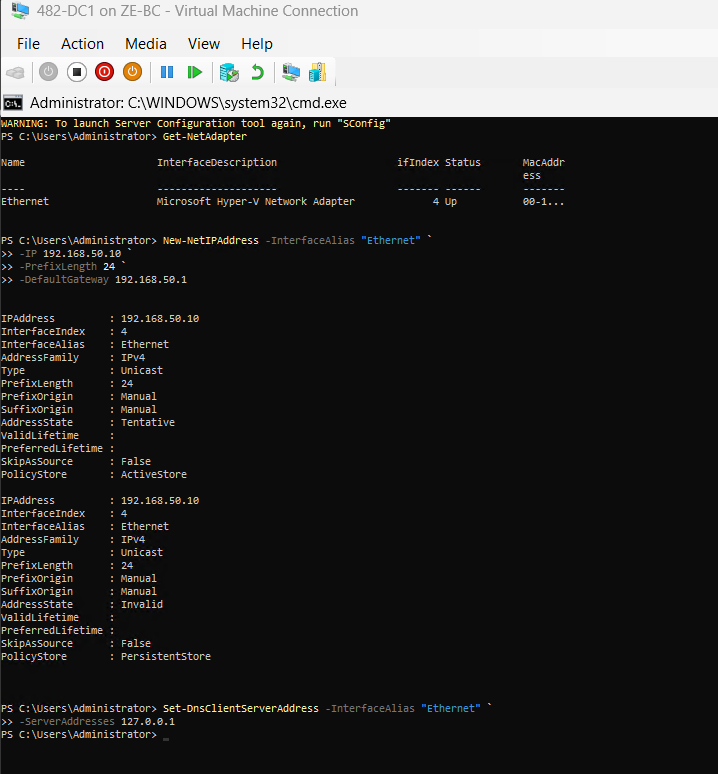 482-DC1 on ZE-BC - Virtual Machine Connection
File Action Media View Help
Administrator: C:\WINDOWS\system32\cmd.exe
WARNING: To launch Server Configuration tool again, run "SConfig"
PS C:\Users\Administrator> Get-NetAdapter
Name InterfaceDescription ifIndex Status MacAddr
ess
---- -------------------- ------- ------ -------
Ethernet Microsoft Hyper-V Network Adapter 4 Up 00-1...
PS C:\Users\Administrator> New-NetIPAddress -InterfaceAlias "Ethernet" `
>> -IP 192.168.50.10 `
>> -PrefixLength 24 `
>> -DefaultGateway 192.168.50.1
IPAddress : 192.168.50.10
InterfaceIndex : 4
InterfaceAlias : Ethernet
AddressFamily : IPv4
Type : Unicast
PrefixLength : 24
PrefixOrigin : Manual
SuffixOrigin : Manual
AddressState : Tentative
ValidLifetime :
PreferredLifetime :
SkipAsSource : False
PolicyStore : ActiveStore
IPAddress : 192.168.50.10
InterfaceIndex : 4
InterfaceAlias : Ethernet
AddressFamily : IPv4
Type : Unicast
PrefixLength : 24
PrefixOrigin : Manual
SuffixOrigin : Manual
AddressState : Invalid
ValidLifetime :
PreferredLifetime :
SkipAsSource : False
PolicyStore : PersistentStore
PS C:\Users\Administrator> Set-DnsClientServerAddress -InterfaceAlias "Ethernet" `
>> -ServerAddresses 127.0.0.1
PS C:\Users\Administrator> _